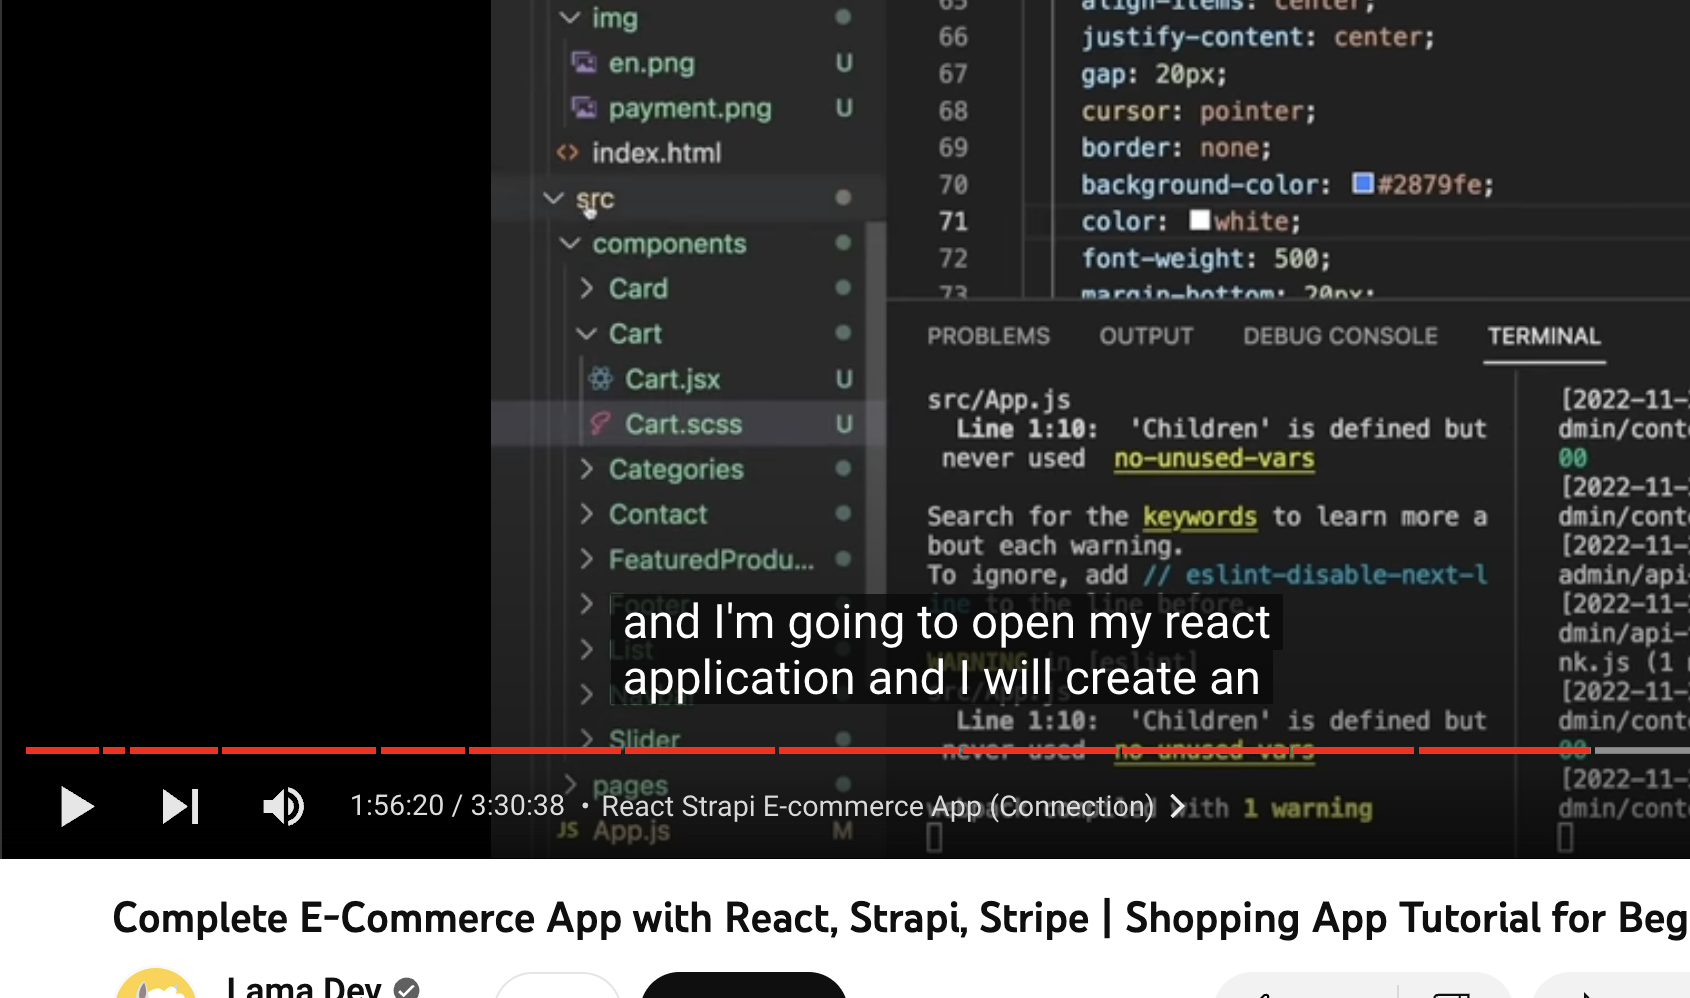 img
en.png U
payment.png U
index.html
src
components
Card
Cart
Cart.jsx U
Cart.scss U
Categories
Contact
FeaturedProdu...
Footer
List
Navbar
Slider
pages
JS App.js M
65 align-items: center;
66 justify-content: center;
67 gap: 20px;
68 cursor: pointer;
69 border: none;
70 background-color: #2879fe;
71 color: white;
72 font-weight: 500;
73 margin-bottom: 20px;
PROBLEMS OUTPUT DEBUG CONSOLE TERMINAL
src/App.js
Line 1:10: 'Children' is defined but
never used no-unused-vars
Search for the keywords to learn more a
bout each warning.
To ignore, add // eslint-disable-next-l
ine to the line before.
WARNING in [eslint]
src/App.js
Line 1:10: 'Children' is defined but
never used no-unused-vars
webpack compiled with 1 warning
[2022-11-
dmin/conte
00
[2022-11-
dmin/conte
[2022-11-
admin/api-
[2022-11-
dmin/api-
nk.js (1
[2022-11-
dmin/conte
00
[2022-11-
dmin/conte
and I'm going to open my react
application and I will create an
1:56:20 / 3:30:38 • React Strapi E-commerce App (Connection)
Complete E-Commerce App with React, Strapi, Stripe | Shopping App Tutorial for Beg
Lama Dev